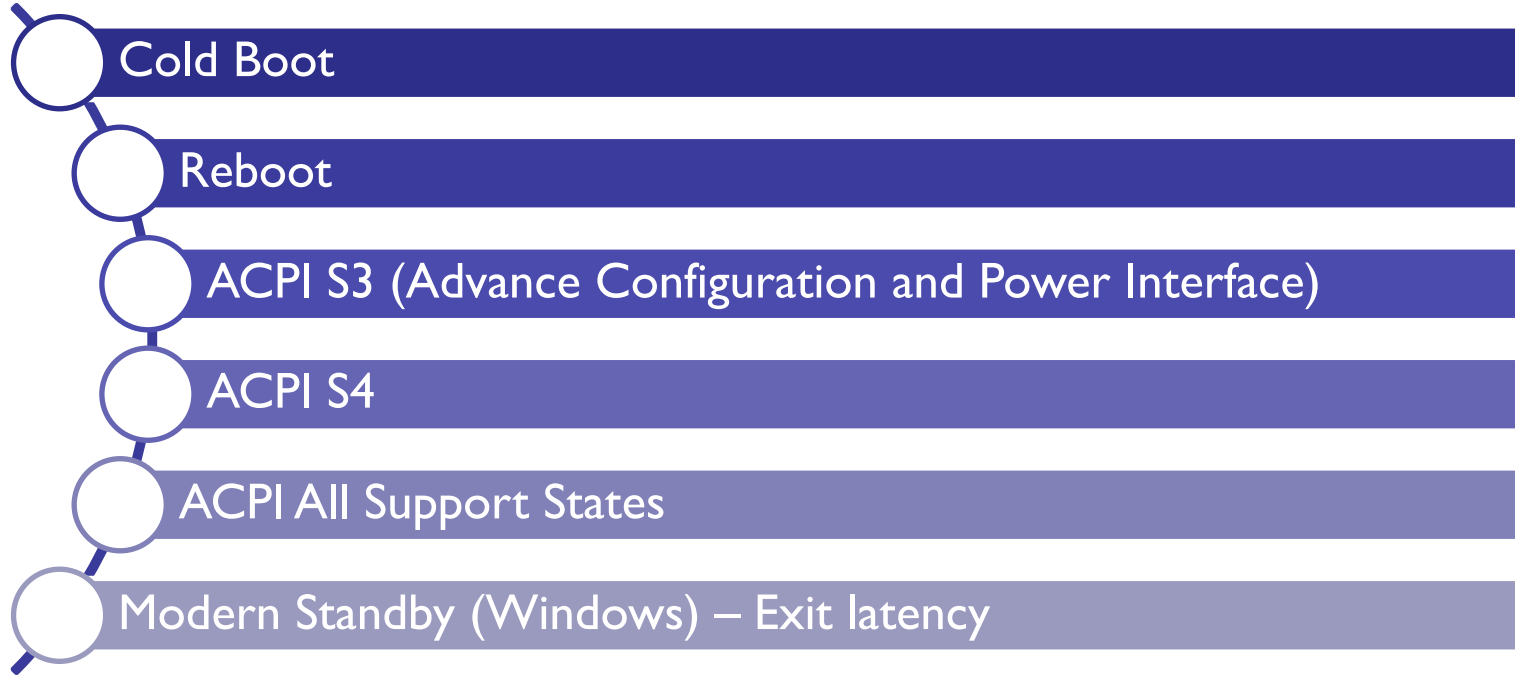 Cold Boot
Reboot
ACPI S3 (Advance Configuration and Power Interface)
ACPI S4
ACPI All Support States
Modern Standby (Windows) – Exit latency